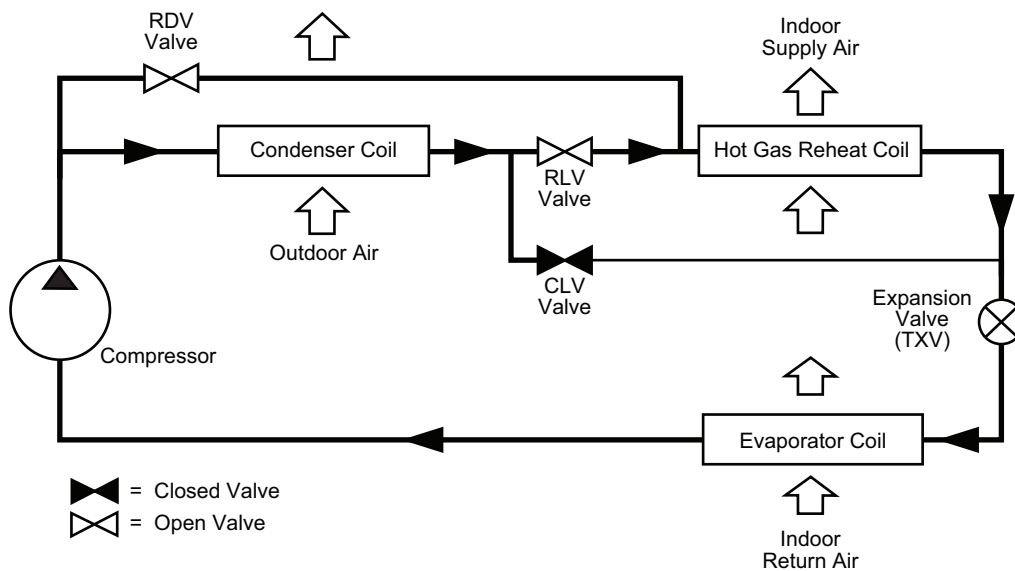 RDV
Valve
Indoor
Supply Air
Condenser Coil
Hot Gas Reheat Coil
RLV
Valve
Outdoor Air
CLV
Valve
Expansion
Valve
(TXV)
Compressor
Evaporator Coil
= Closed Valve
= Open Valve
Indoor
Return Air